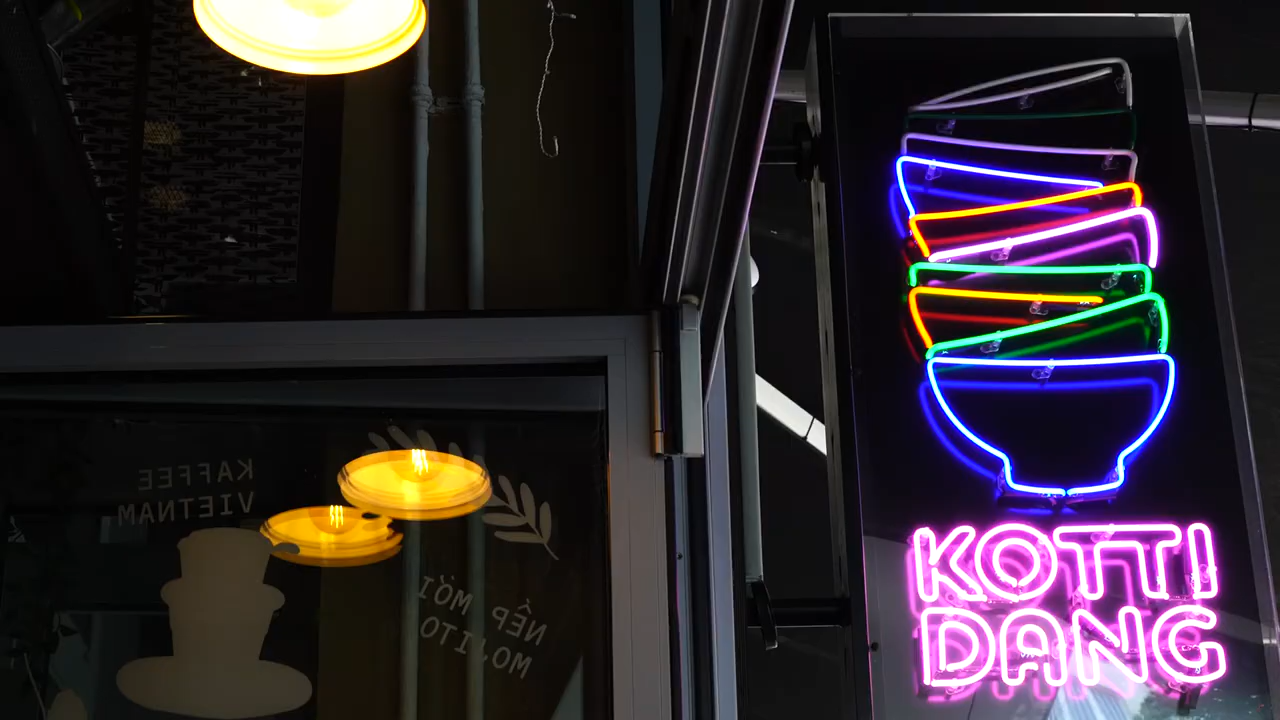 KAFFEE
VIETNAM
NẾP MỚI
MOJITO
KOTTI
DANG